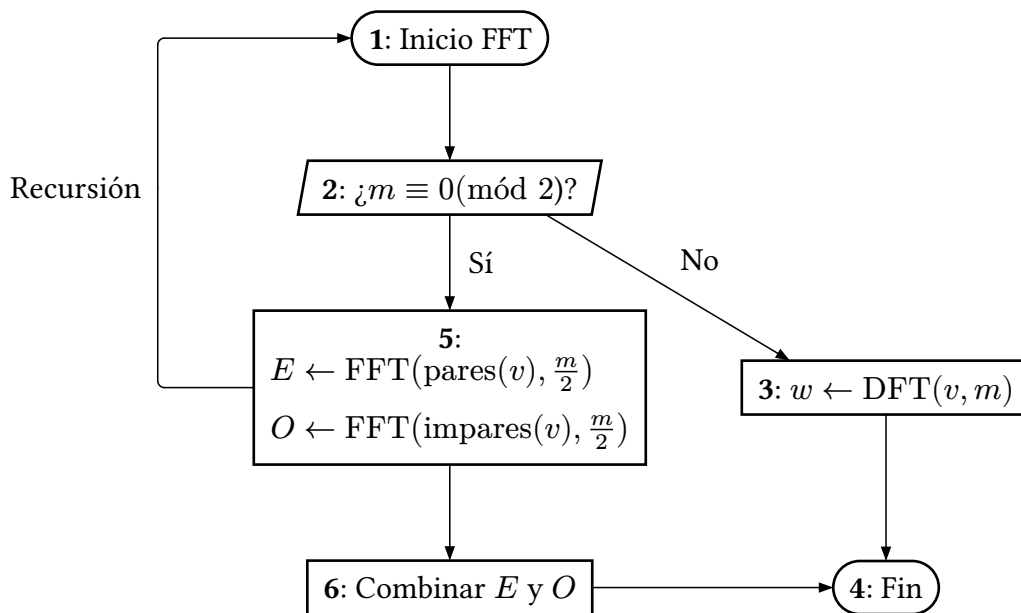 1: Inicio FFT
Recursión
2: ¿m ≡ 0(mód 2)?
Sí
No
5:
E ← FFT(pares(v), m/2)
O ← FFT(impares(v), m/2)
3: w ← DFT(v, m)
6: Combinar E y O
4: Fin